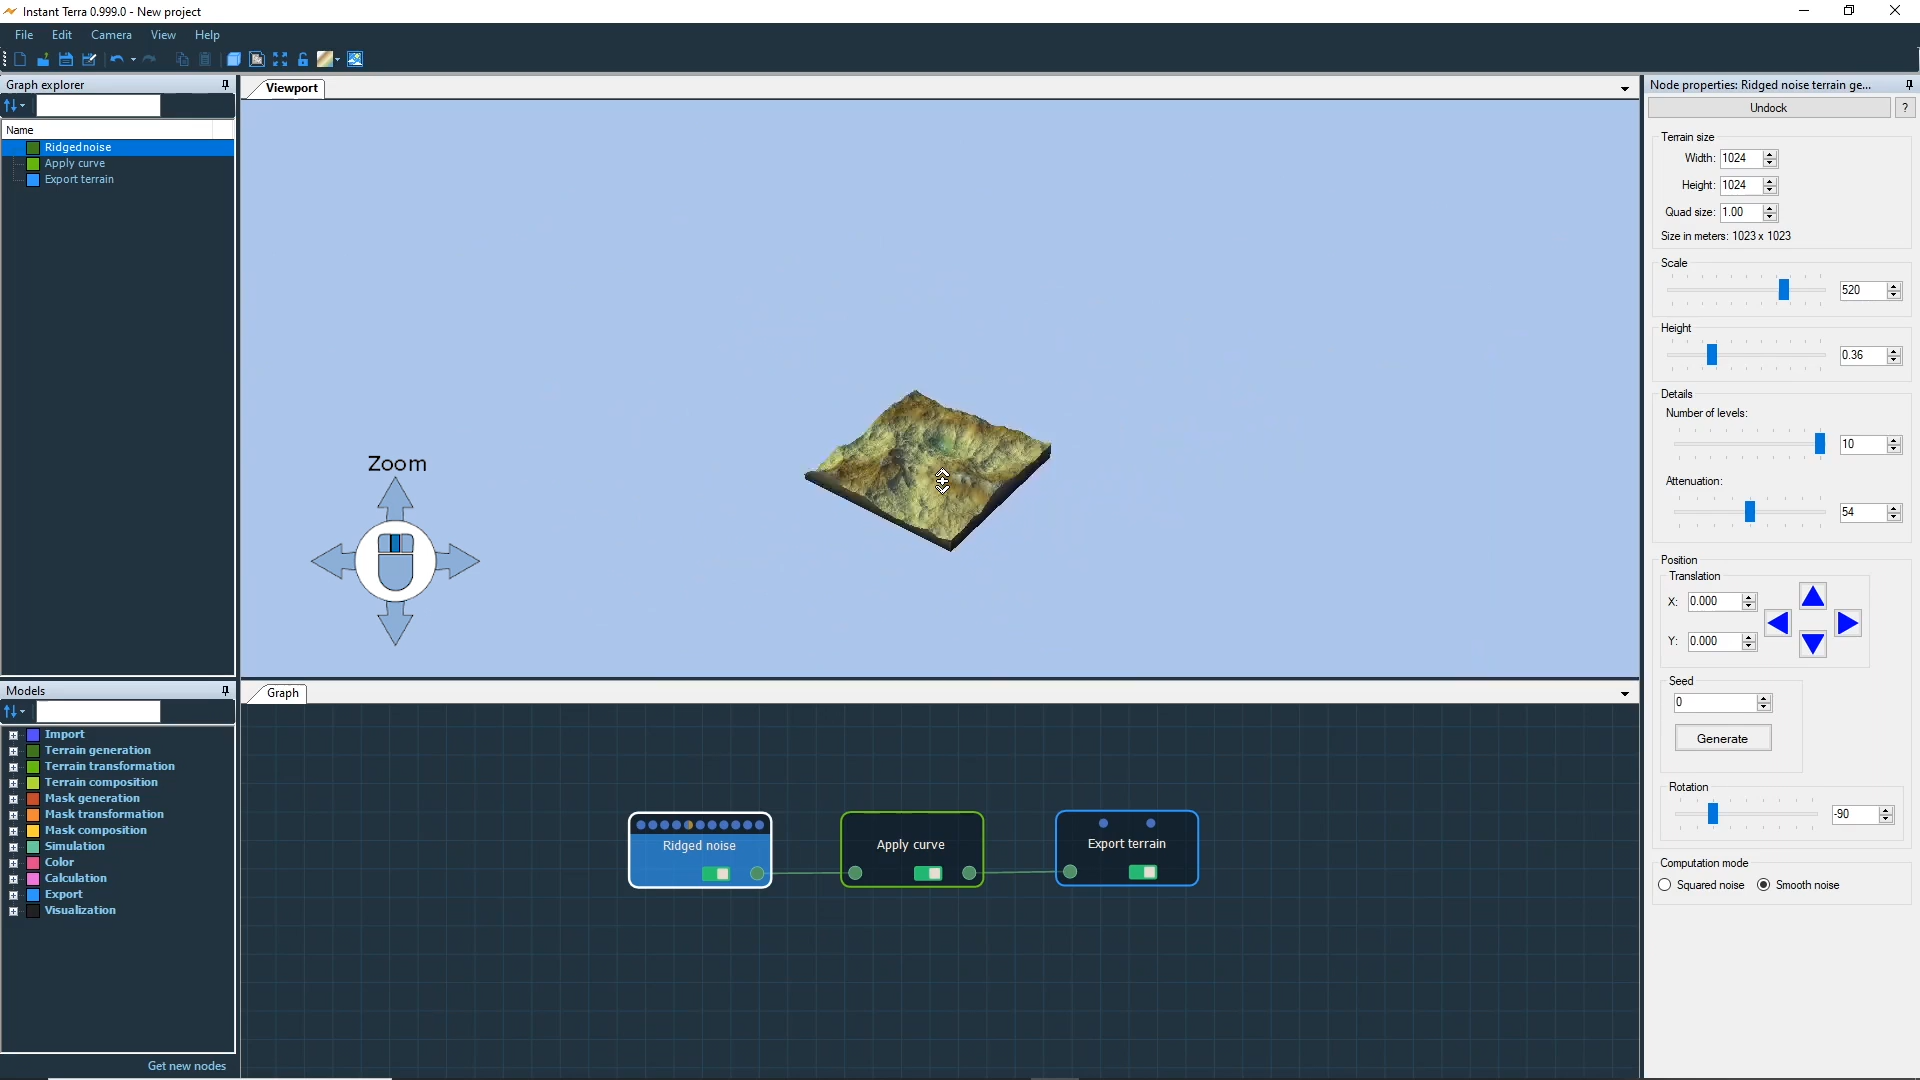 Instant Terra 0.999.0 - New project
File Edit Camera View Help
Graph explorer
Name
Ridgednoise
Apply curve
Export terrain
Models
Import
Terrain generation
Terrain transformation
Terrain composition
Mask generation
Mask transformation
Mask composition
Simulation
Color
Calculation
Export
Visualization
Get new nodes
Viewport
Zoom
Graph
Ridged noise
Apply curve
Export terrain
Node properties: Ridged noise terrain ge...
Undock ?
Terrain size
Width: 1024
Height: 1024
Quad size: 1.00
Size in meters: 1023 x 1023
Scale
520
Height
0.36
Details
Number of levels:
10
Attenuation:
54
Position
Translation
X: 0.000
Y: 0.000
Seed
0
Generate
Rotation
-90
Computation mode
Squared noise Smooth noise